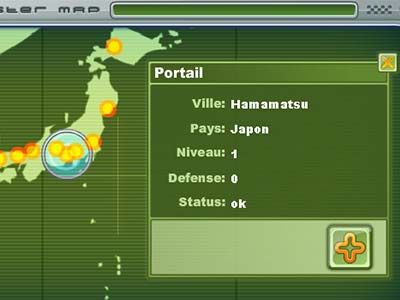 ster map
Portail
Ville: Hamamatsu
Pays: Japon
Niveau: 1
Defense: 0
Status: ok